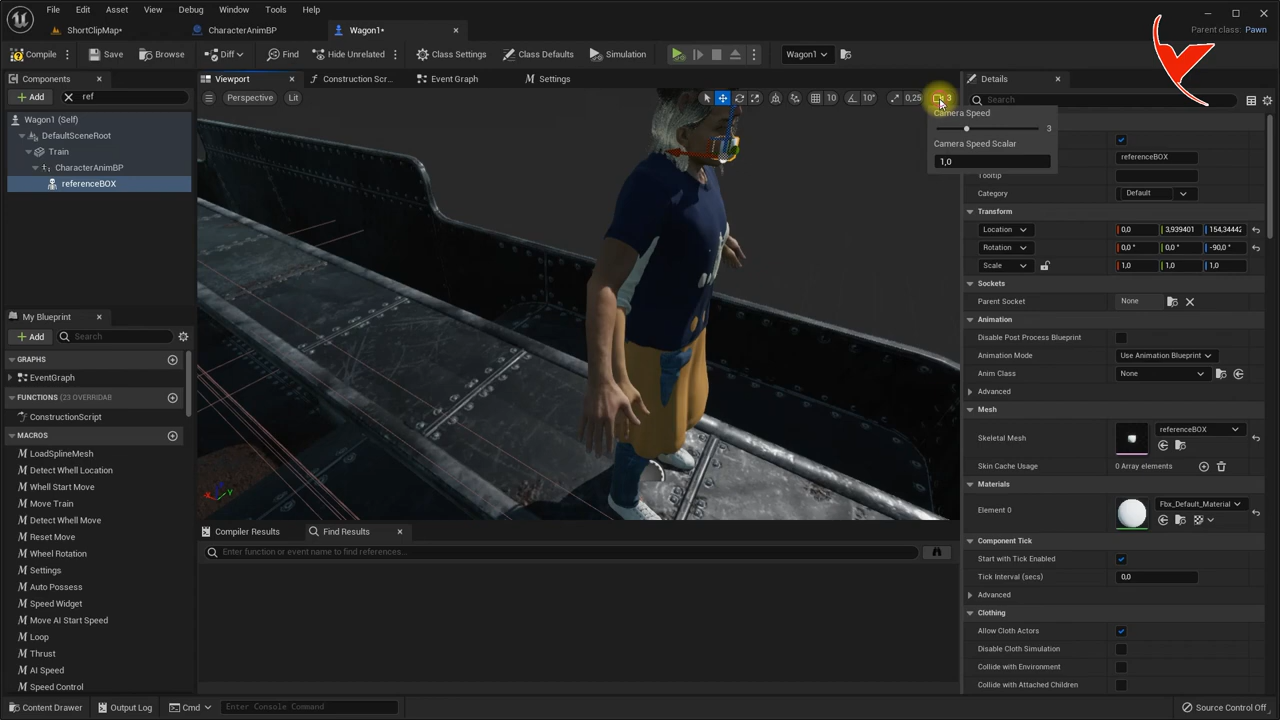 File Edit Asset View Debug Window Tools Help
Parent class: Pawn
ShortClipMap* CharacterAnimBP Wagon1*
Compile Save Browse Diff Find Hide Unrelated Class Settings Class Defaults Simulation Wagon1
Components
Add ref
Wagon1 (Self)
DefaultSceneRoot
Train
CharacterAnimBP
referenceBOX
My Blueprint
Add Search
GRAPHS
EventGraph
FUNCTIONS (23 OVERRIDAB
ConstructionScript
MACROS
LoadSplineMesh
Detect Whell Location
Whell Start Move
Move Train
Detect Whell Move
Reset Move
Wheel Rotation
Settings
Auto Possess
Speed Widget
Move AI Start Speed
Loop
Thrust
AI Speed
Speed Control
Viewport Construction Scr... Event Graph Settings
Perspective Lit 10 10° 0,25 3
Camera Speed
3
Camera Speed Scalar
1,0
Compiler Results Find Results
Enter function or event name to find references...
Details
Search
referenceBOX
Tooltip
Category Default
Transform
Location 0,0 3,939401 154,34442
Rotation 0,0 ° 0,0 ° -90,0 °
Scale 1,0 1,0 1,0
Sockets
Parent Socket None
Animation
Disable Post Process Blueprint
Animation Mode Use Animation Blueprint
Anim Class None
Advanced
Mesh
Skeletal Mesh referenceBOX
Skin Cache Usage 0 Array elements
Materials
Element 0 Fbx_Default_Material
Component Tick
Start with Tick Enabled
Tick Interval (secs) 0,0
Advanced
Clothing
Allow Cloth Actors
Disable Cloth Simulation
Collide with Environment
Collide with Attached Children
Content Drawer Output Log Cmd Enter Console Command Source Control Off